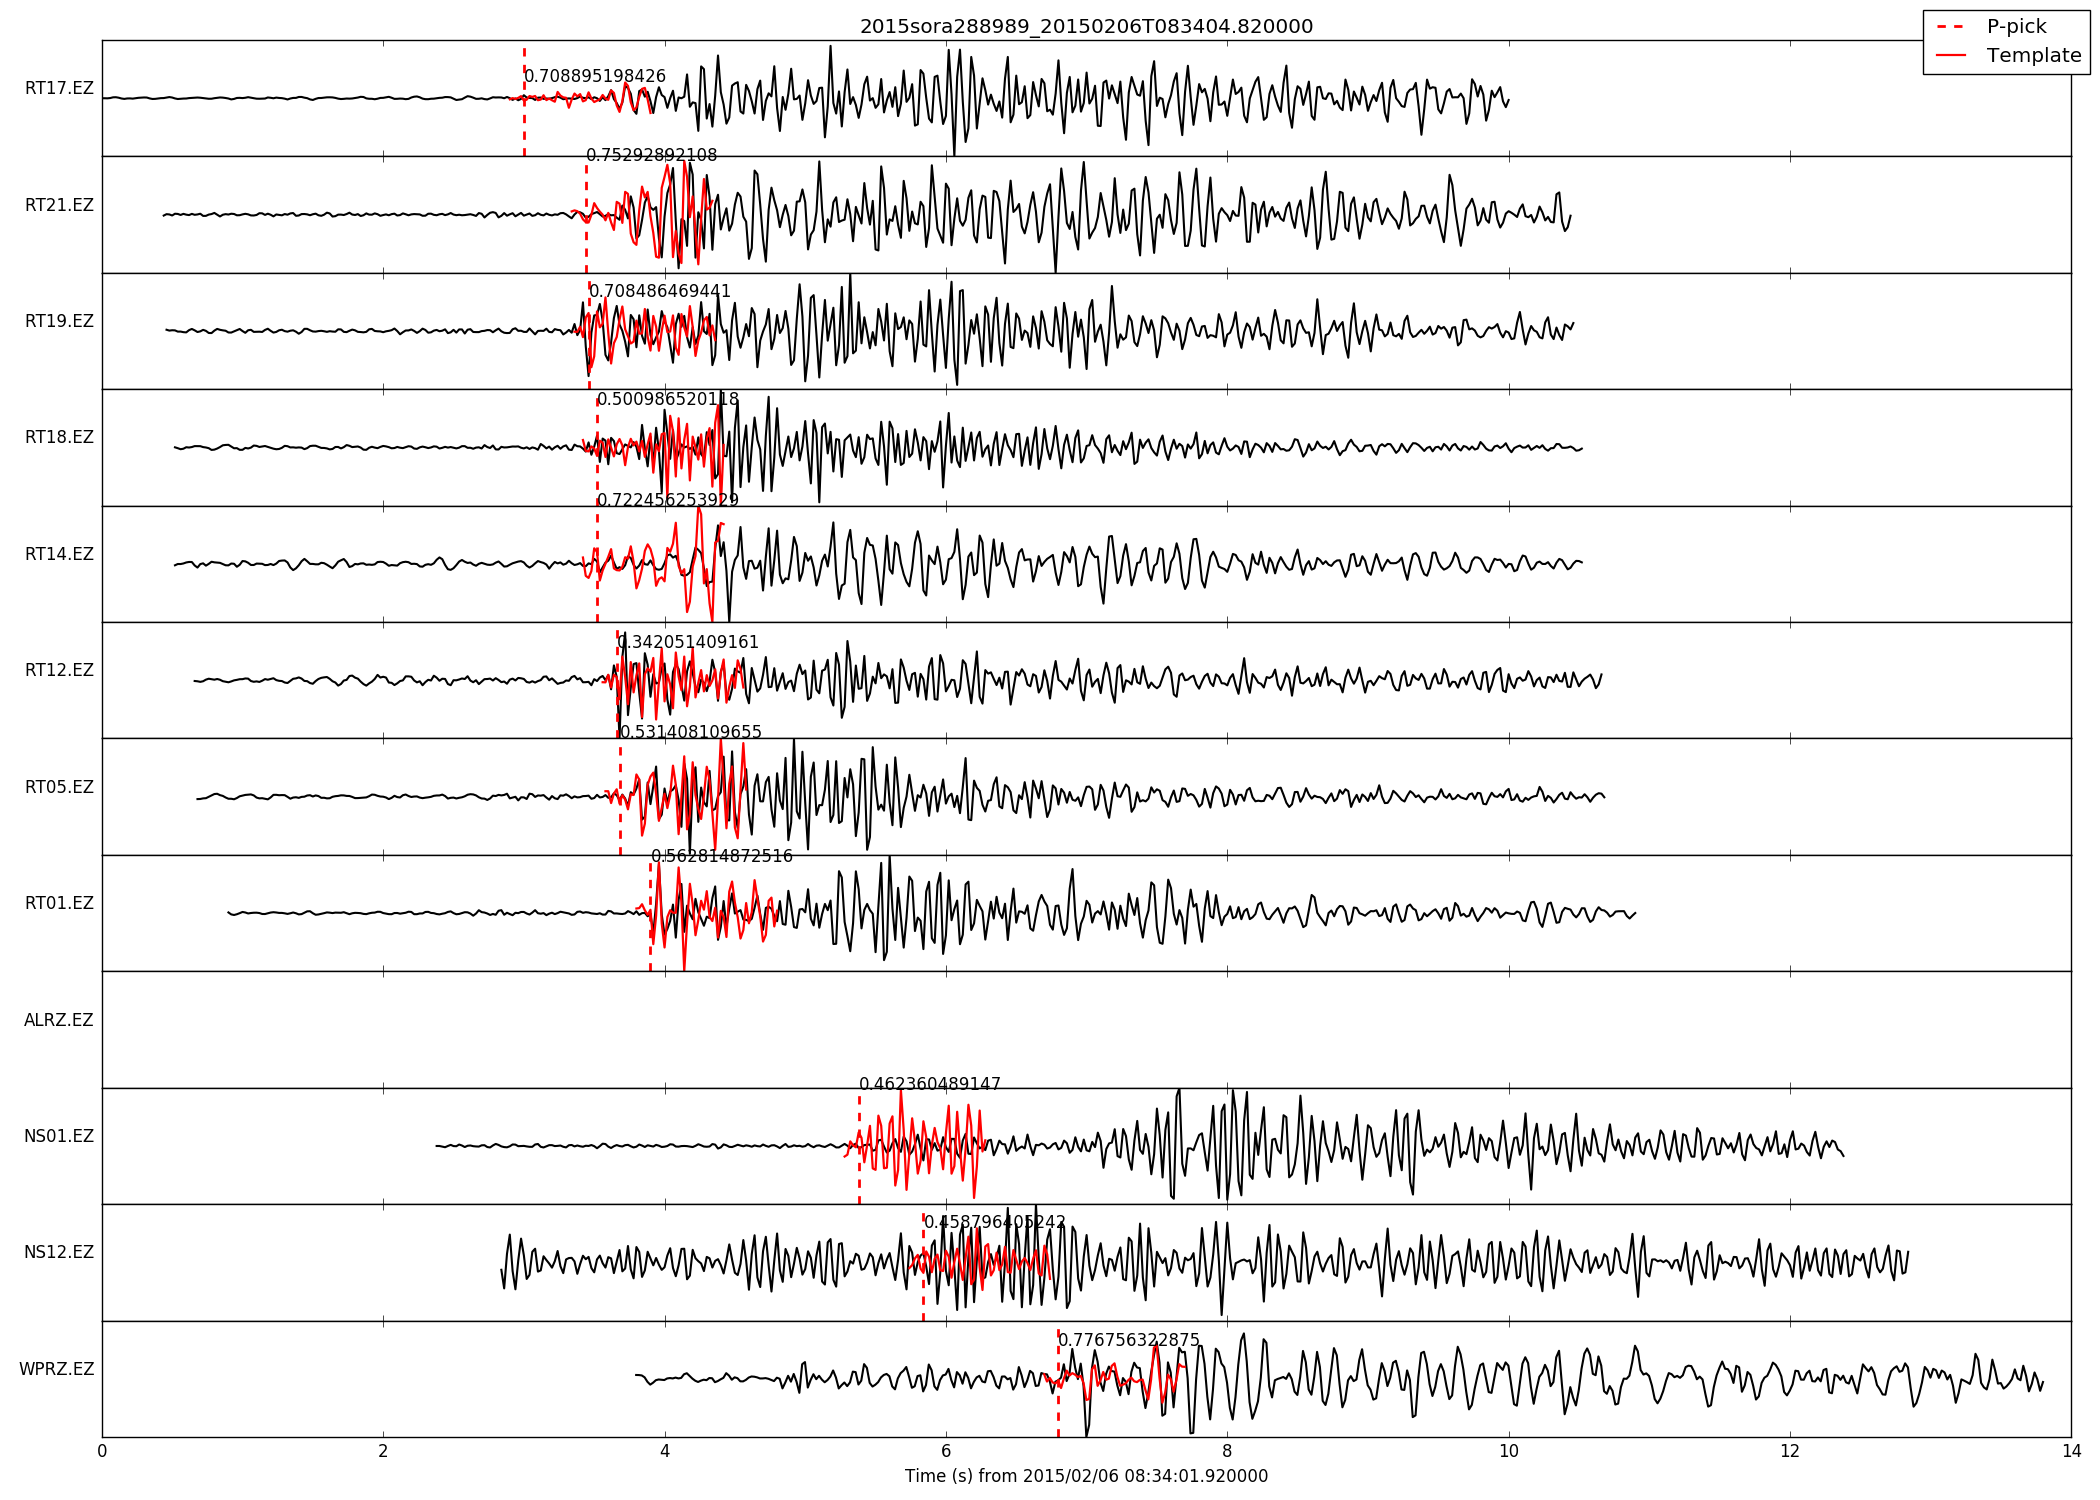 2015sora288989_20150206T083404.820000
P-pick
Template
RT17.EZ
0.708895198426
RT21.EZ
0.75292892108
RT19.EZ
0.708486469441
RT18.EZ
0.500986520118
RT14.EZ
0.722456253929
RT12.EZ
0.342051409161
RT05.EZ
0.531408109655
RT01.EZ
0.562814872516
ALRZ.EZ
NS01.EZ
0.462360489147
NS12.EZ
0.458796405242
WPRZ.EZ
0.776756322875
0 2 4 6 8 10 12 14
Time (s) from 2015/02/06 08:34:01.920000